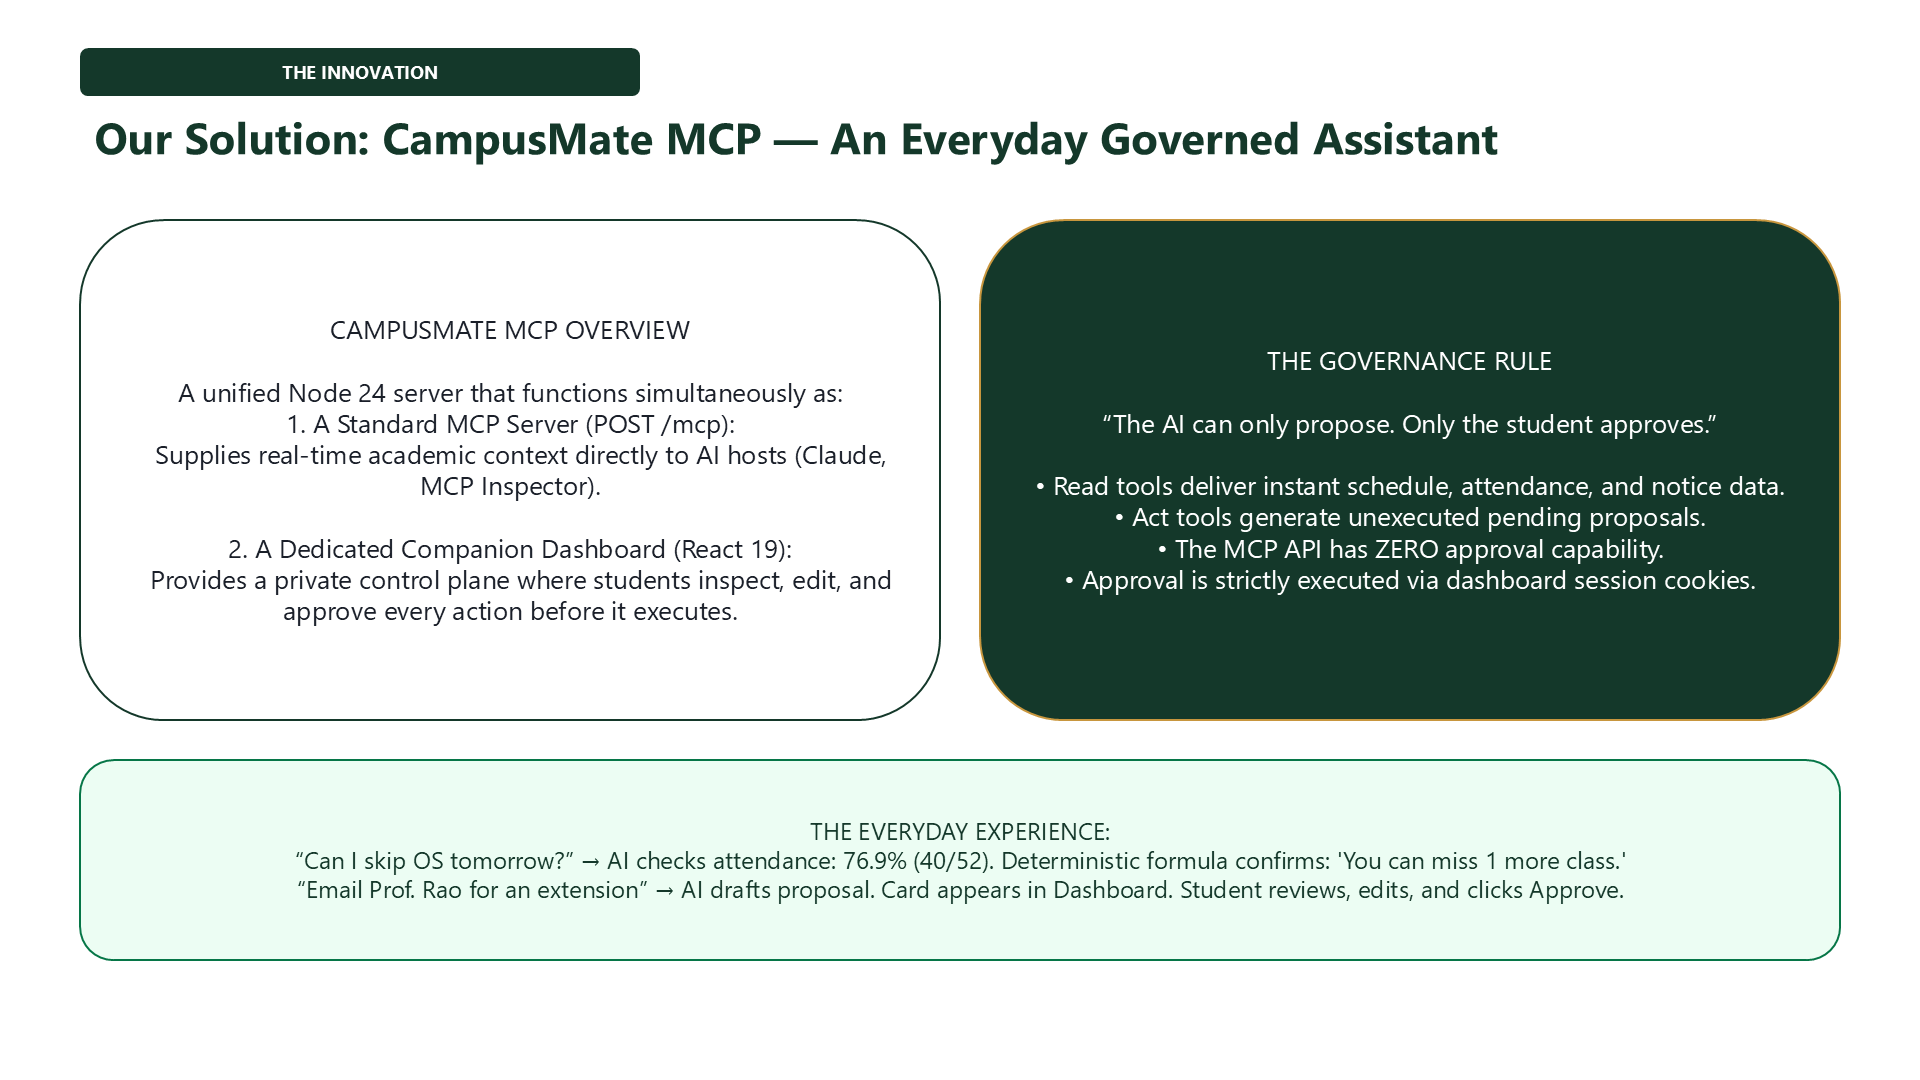 THE INNOVATION
Our Solution: CampusMate MCP — An Everyday Governed Assistant
CAMPUSMATE MCP OVERVIEW
A unified Node 24 server that functions simultaneously as:
1. A Standard MCP Server (POST /mcp):
Supplies real-time academic context directly to AI hosts (Claude,
MCP Inspector).
2. A Dedicated Companion Dashboard (React 19):
Provides a private control plane where students inspect, edit, and
approve every action before it executes.
THE GOVERNANCE RULE
“The AI can only propose. Only the student approves.”
• Read tools deliver instant schedule, attendance, and notice data.
• Act tools generate unexecuted pending proposals.
• The MCP API has ZERO approval capability.
• Approval is strictly executed via dashboard session cookies.
THE EVERYDAY EXPERIENCE:
“Can I skip OS tomorrow?” → AI checks attendance: 76.9% (40/52). Deterministic formula confirms: 'You can miss 1 more class.'
“Email Prof. Rao for an extension” → AI drafts proposal. Card appears in Dashboard. Student reviews, edits, and clicks Approve.